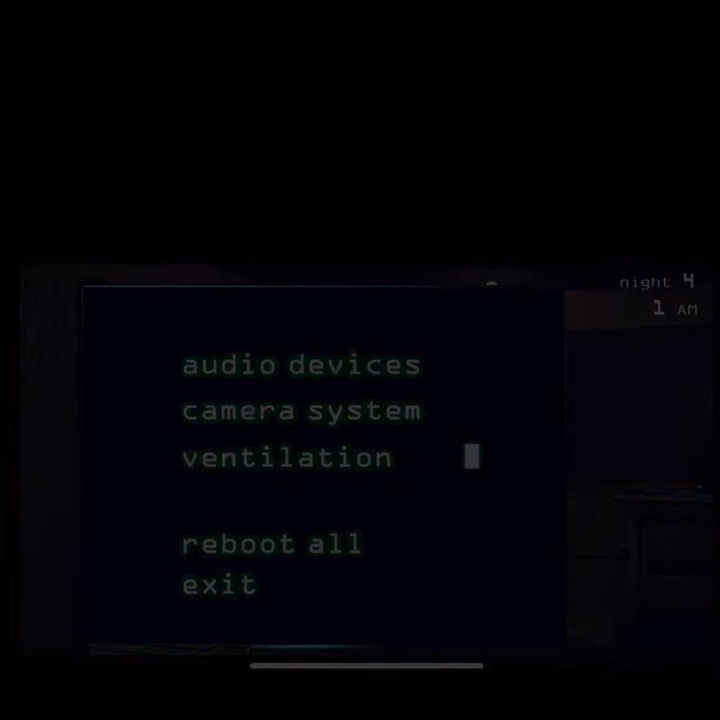 night 4
1 AM
audio devices
camera system
ventilation
reboot all
exit